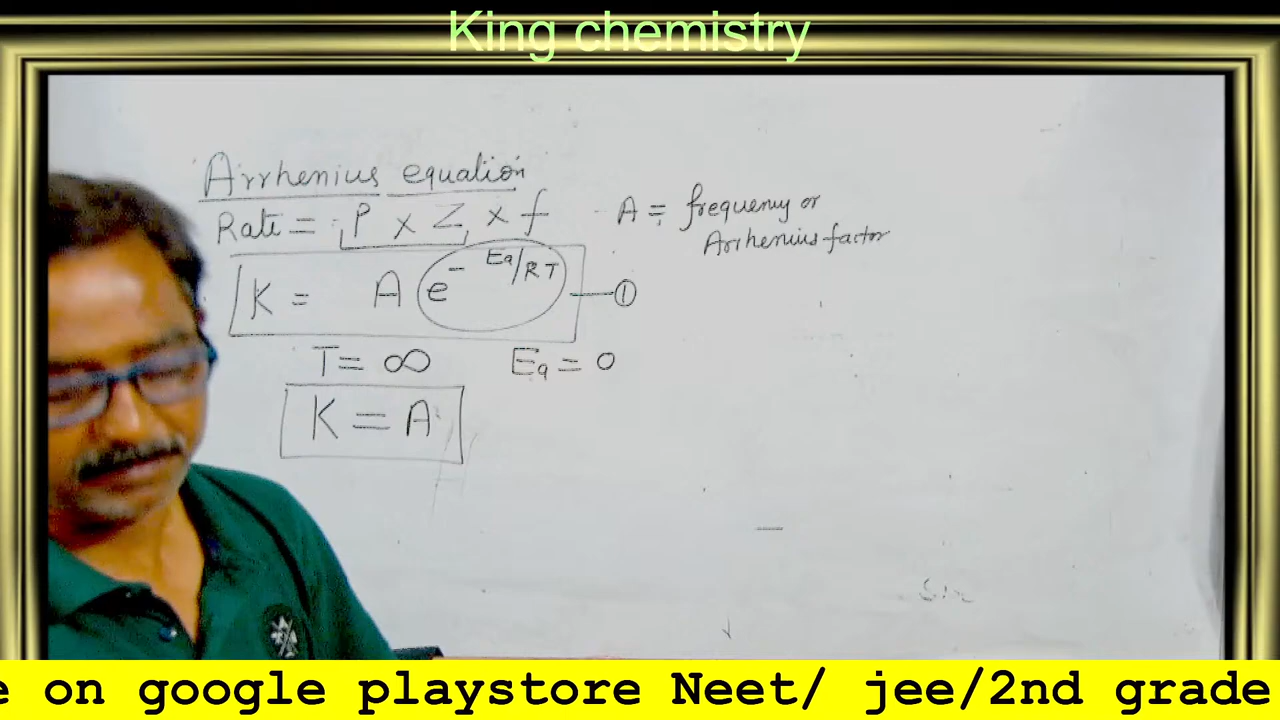 King chemistry
Arrhenius equation
Rate = P x Z x f
A = frequency or
Arrhenius factor
K = A e^-Ea/RT —①
T = ∞ Ea = 0
K = A
e on google playstore Neet/ jee/2nd grade